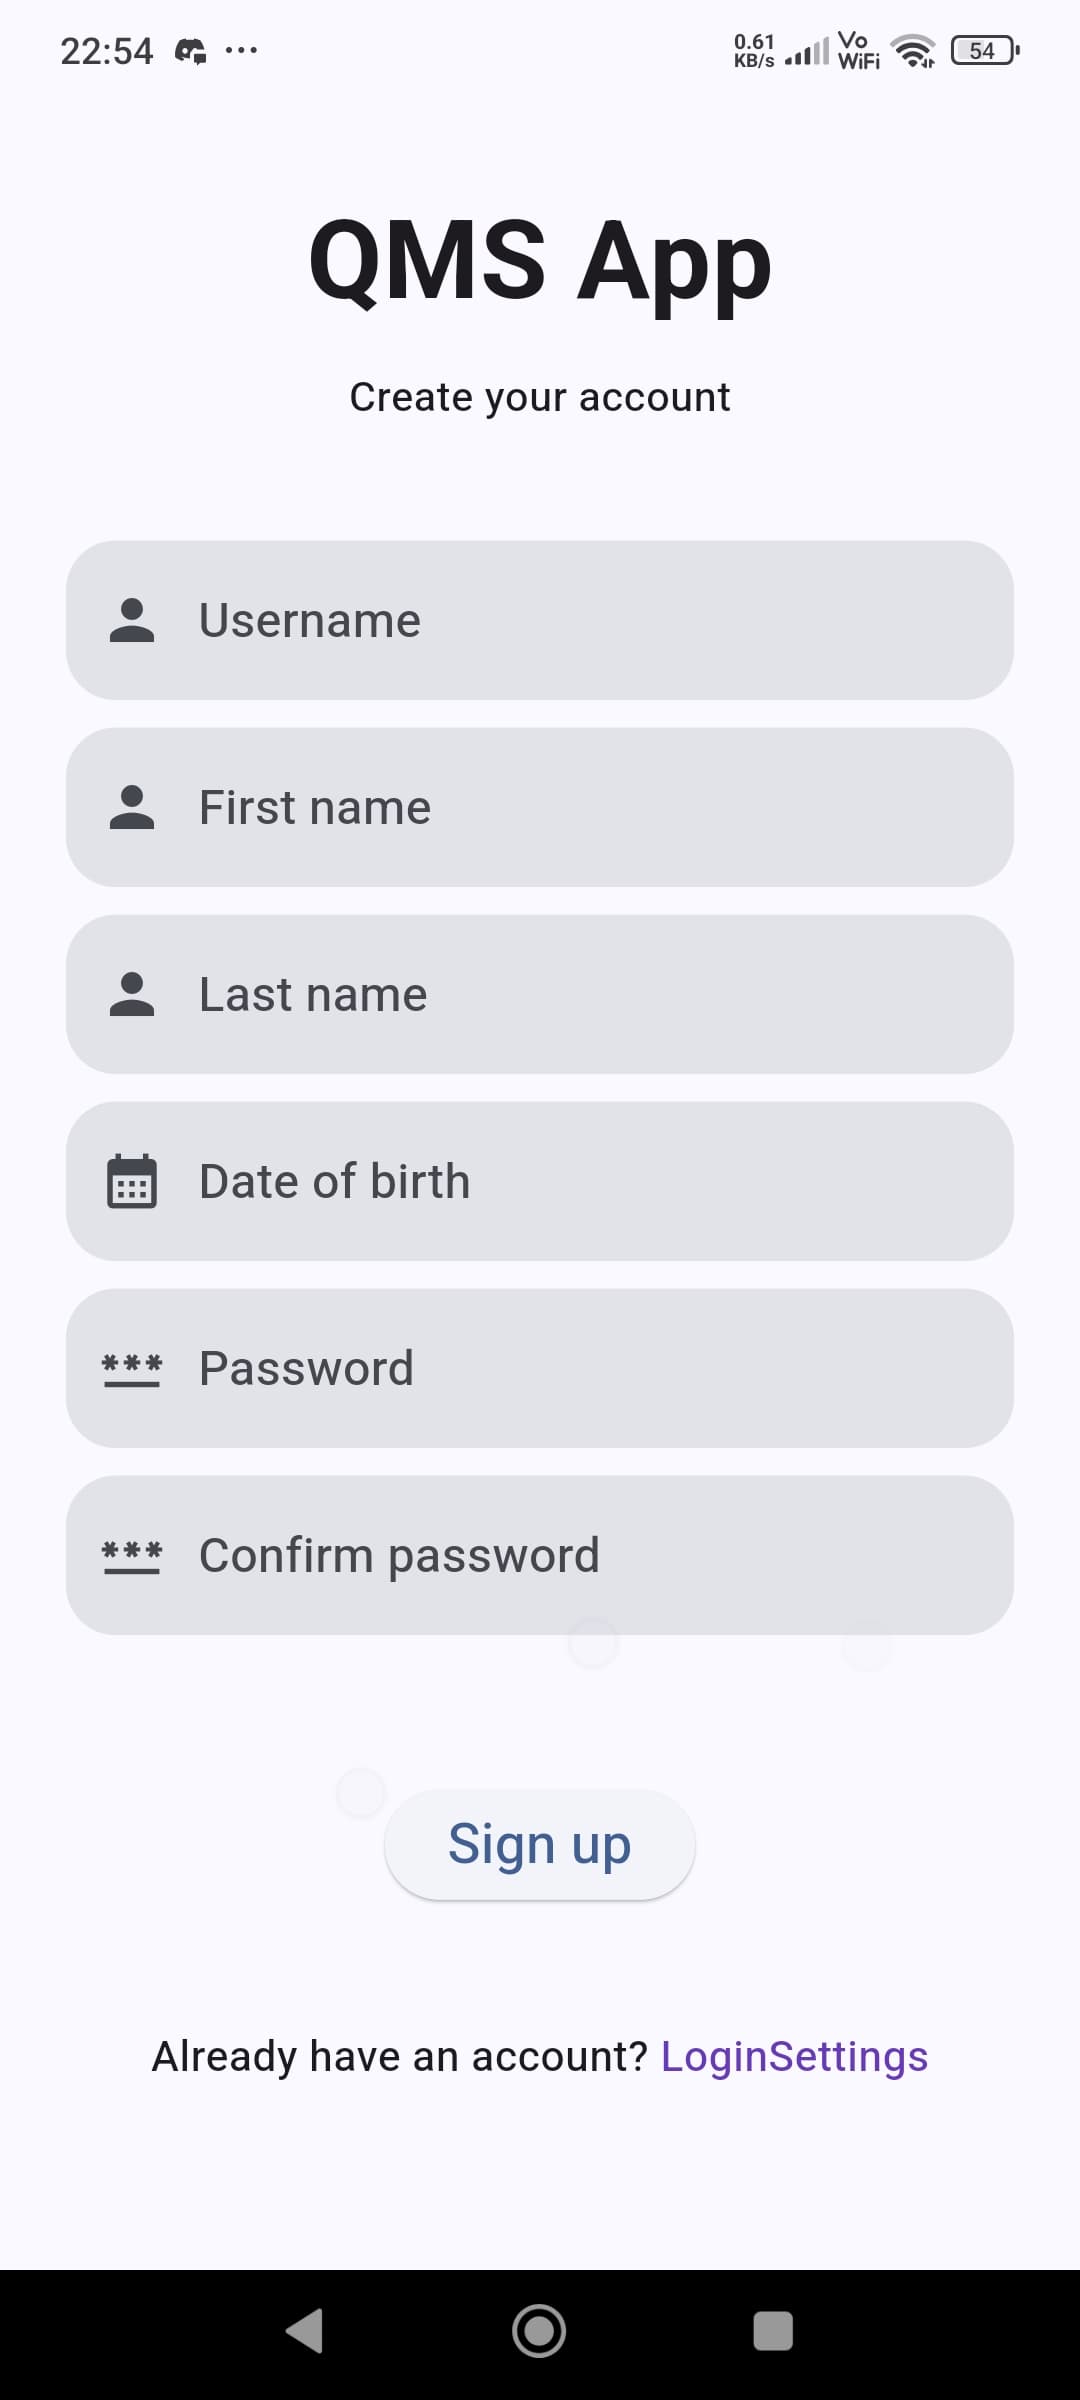 22:54 ... 0.61 KB/s Vo WiFi 54
QMS App
Create your account
Username
First name
Last name
Date of birth
*** Password
*** Confirm password
Sign up
Already have an account? LoginSettings